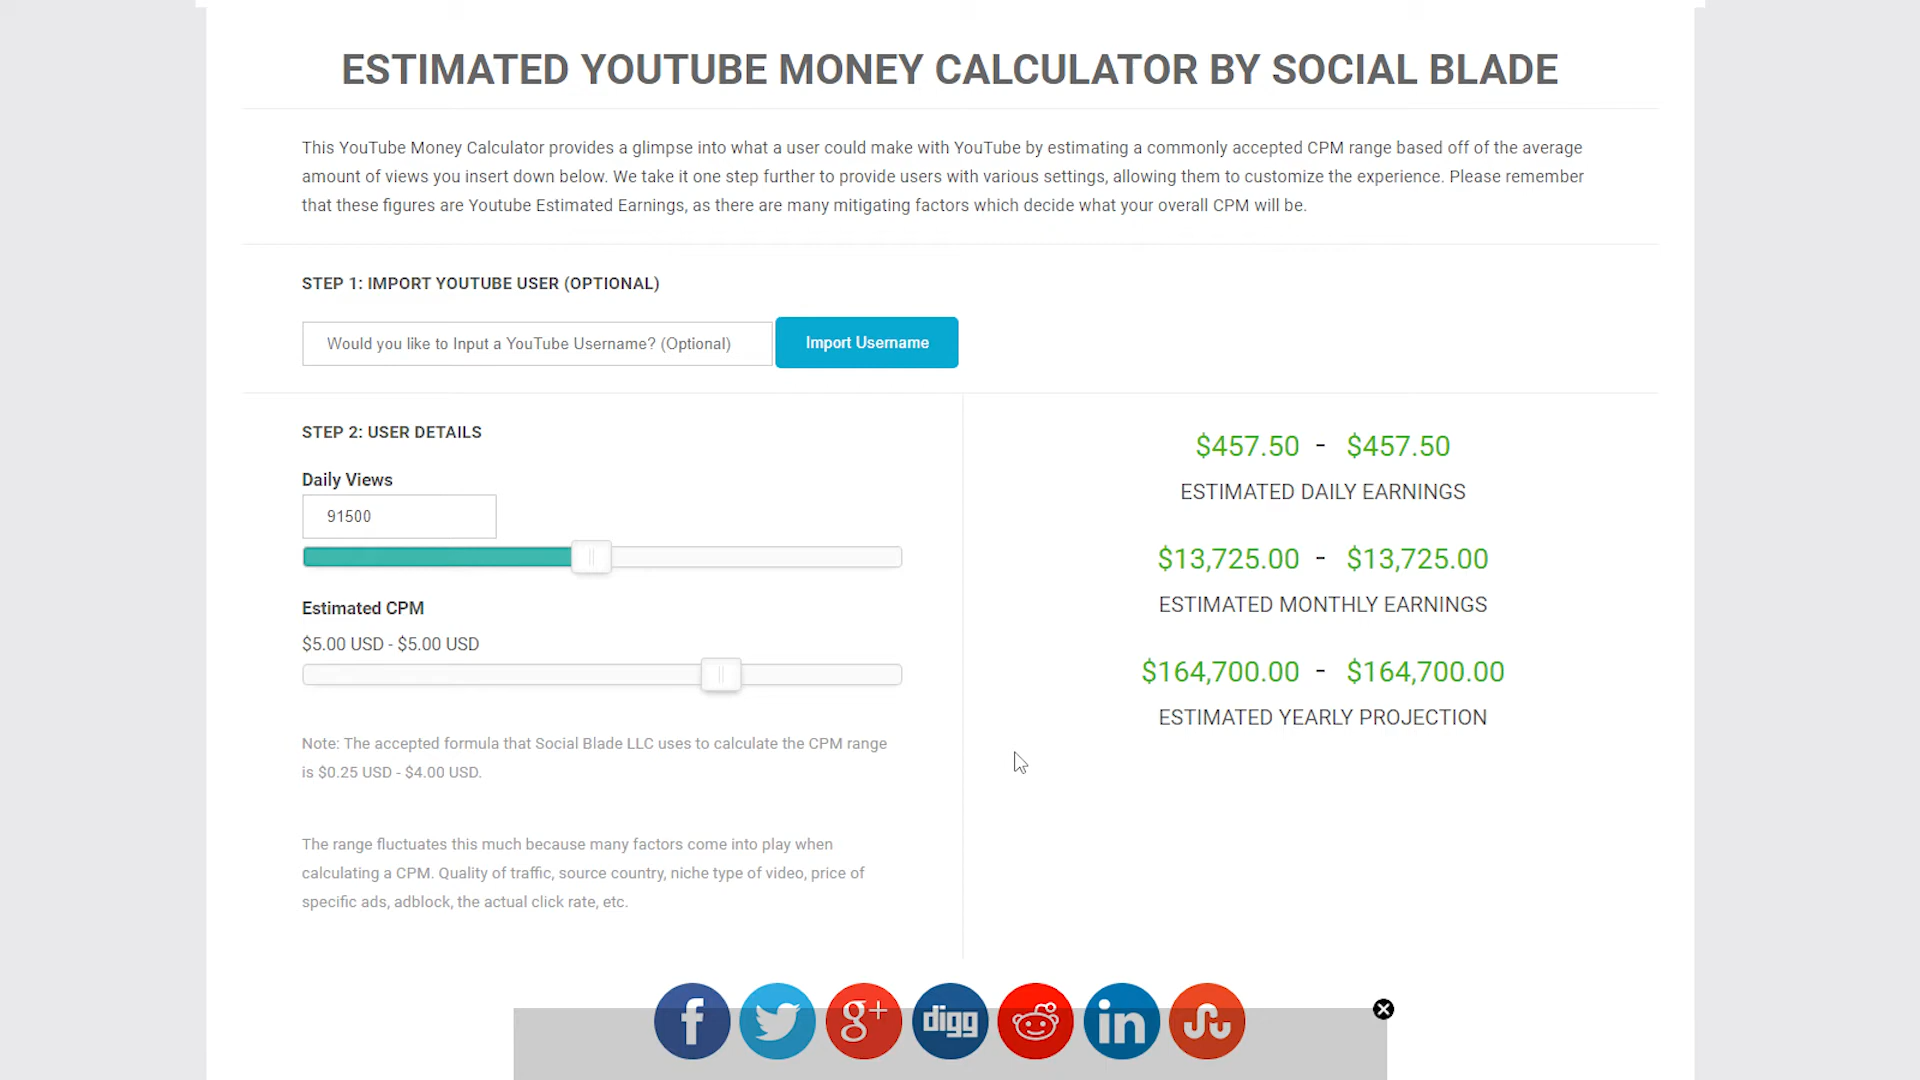 ESTIMATED YOUTUBE MONEY CALCULATOR BY SOCIAL BLADE
This YouTube Money Calculator provides a glimpse into what a user could make with YouTube by estimating a commonly accepted CPM range based off of the average
amount of views you insert down below. We take it one step further to provide users with various settings, allowing them to customize the experience. Please remember
that these figures are Youtube Estimated Earnings, as there are many mitigating factors which decide what your overall CPM will be.
STEP 1: IMPORT YOUTUBE USER (OPTIONAL)
Would you like to Input a YouTube Username? (Optional)
Import Username
STEP 2: USER DETAILS
Daily Views
91500
Estimated CPM
$5.00 USD - $5.00 USD
Note: The accepted formula that Social Blade LLC uses to calculate the CPM range
is $0.25 USD - $4.00 USD.
The range fluctuates this much because many factors come into play when
calculating a CPM. Quality of traffic, source country, niche type of video, price of
specific ads, adblock, the actual click rate, etc.
$457.50 - $457.50
ESTIMATED DAILY EARNINGS
$13,725.00 - $13,725.00
ESTIMATED MONTHLY EARNINGS
$164,700.00 - $164,700.00
ESTIMATED YEARLY PROJECTION
f
g+
digg
in